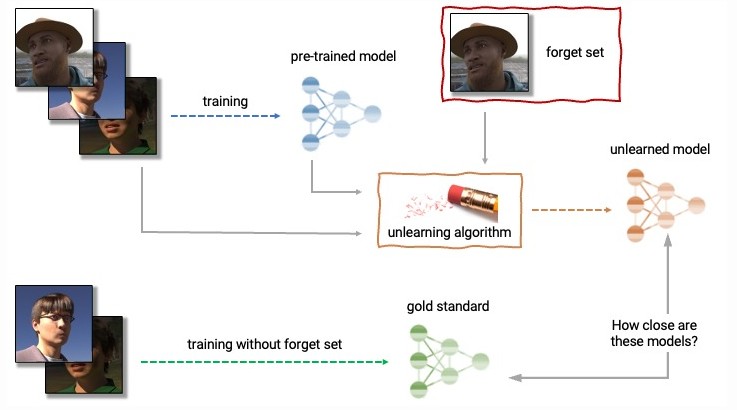 pre-trained model
forget set
training
unlearned model
unlearning algorithm
gold standard
training without forget set
How close are
these models?